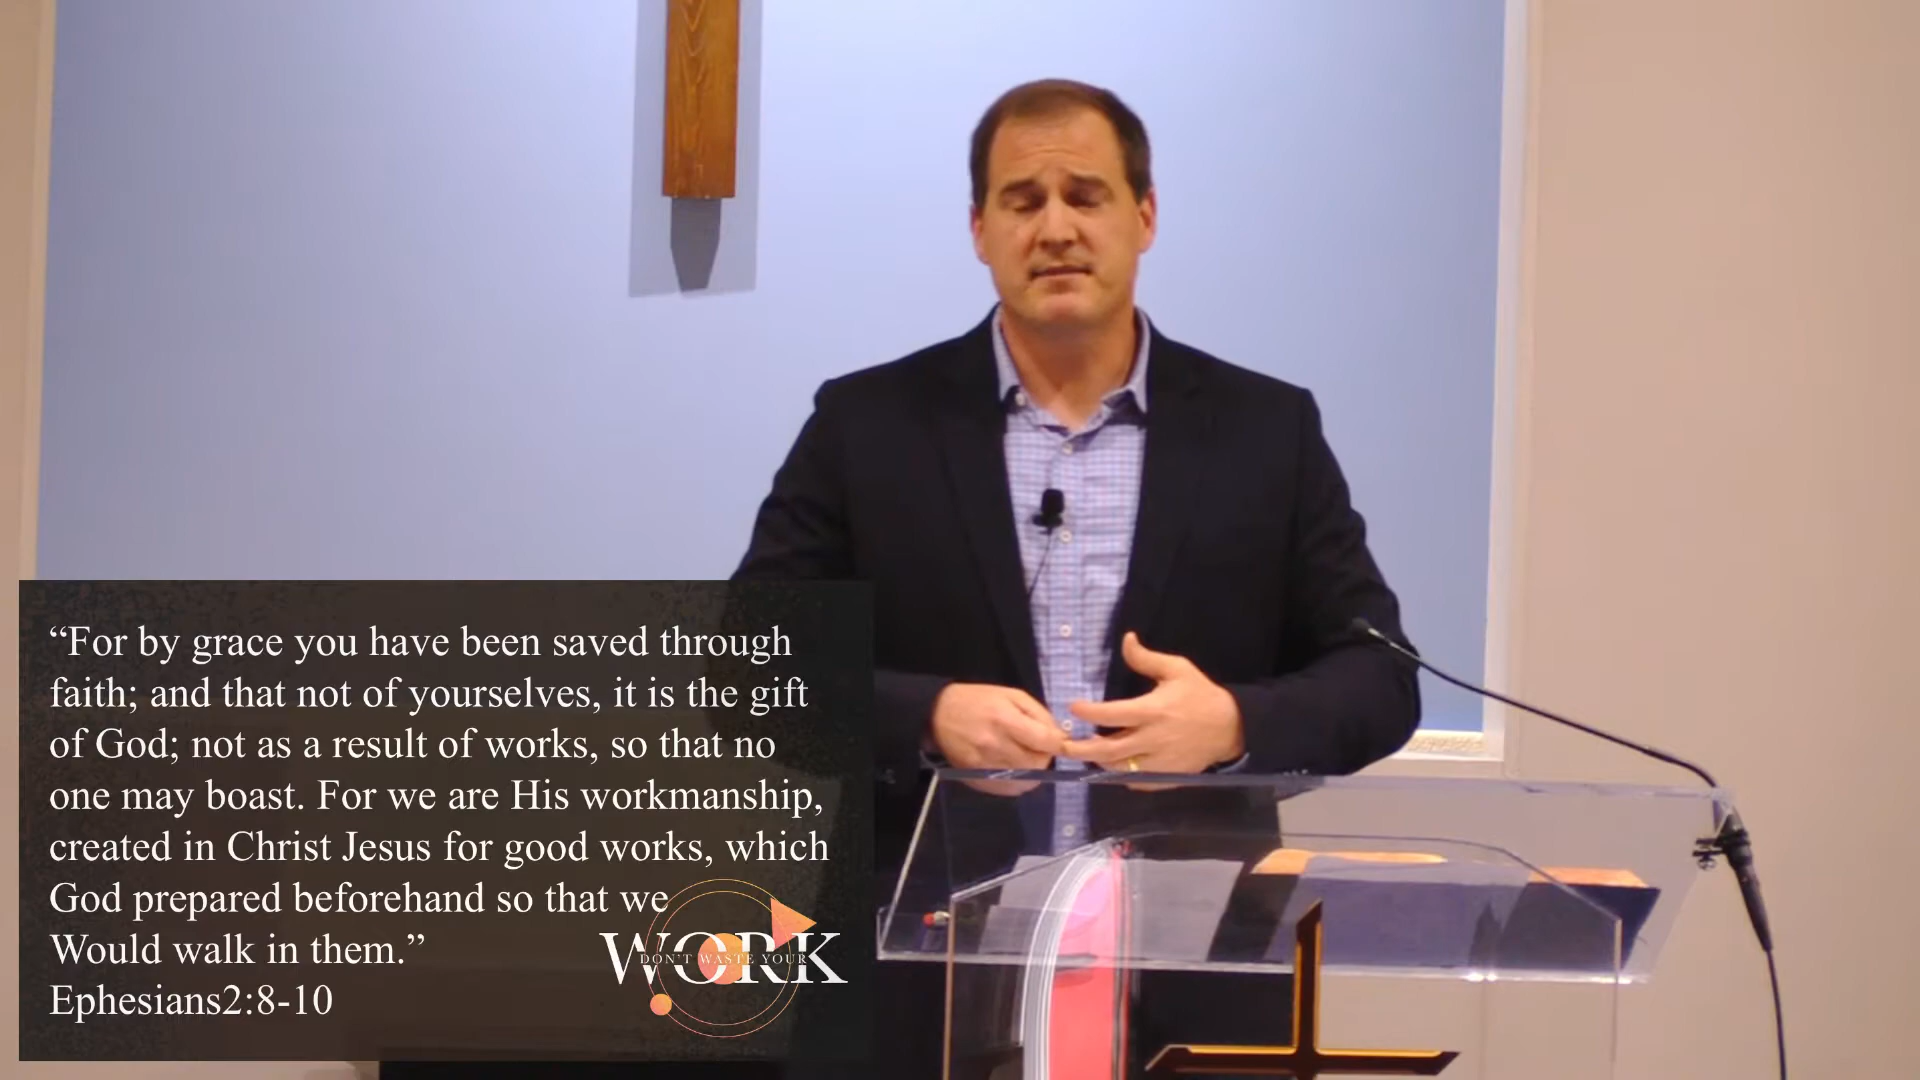 “For by grace you have been saved through
faith; and that not of yourselves, it is the gift
of God; not as a result of works, so that no
one may boast. For we are His workmanship,
created in Christ Jesus for good works, which
God prepared beforehand so that we
Would walk in them.”
Ephesians2:8-10
WORK
DON'T WASTE YOUR